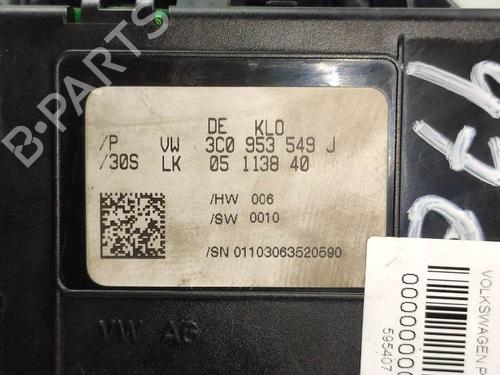 DE KLO
/P VW 3C0 953 549 J
/30S LK 05 1138 40
/HW 006
/SW 0010
/SN 01103063520590
VW AG
VOLKSWAGEN
595407
B-PARTS